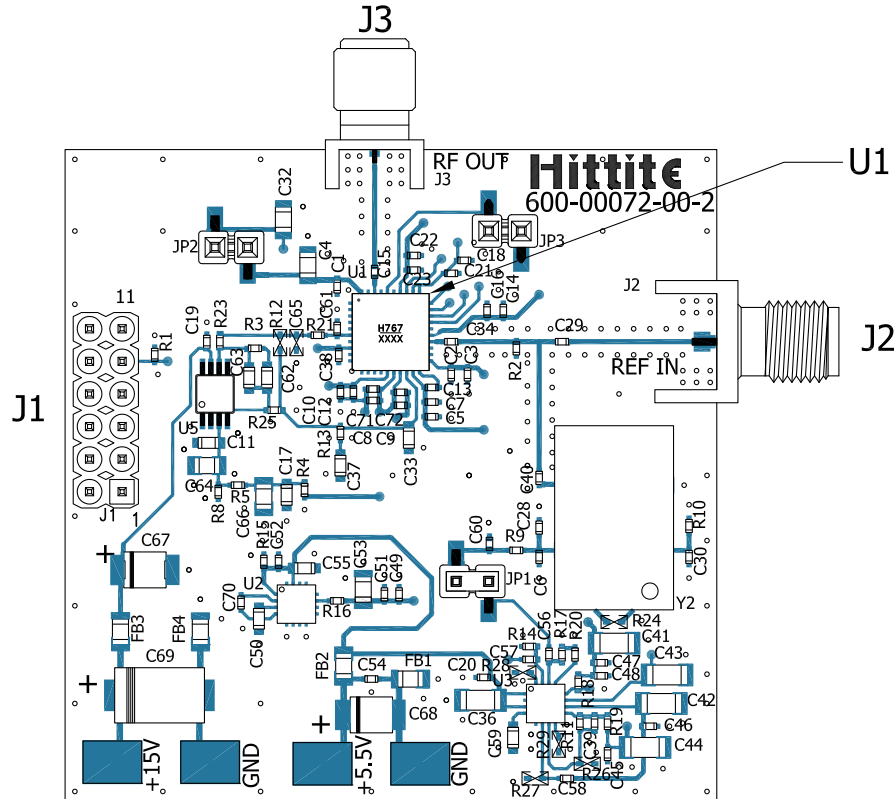 J3
RF OUT
J3
Hittite
600-00072-00-2
U1
C32
JP2
C4
C1
U1
C15
C22
C23
C18
JP3
C21
C16
C14
J2
J2
11
R1
C19
R23
R3
R12
C65
R21
C61
H767
XXXX
C34
C29
C2
C3
R2
REF IN
J1
C63
C62
C38
U5
R25
C10
C12
C71
C72
C8
C9
C13
C7
C5
R13
C37
C33
C11
C64
R8
R5
C66
C17
R4
J1
1
C40
C28
C60
R9
C6
R10
C30
+
C67
R15
C52
C55
C53
C51
C49
U2
C70
C50
R16
JP1
Y2
FB3
FB4
FB2
C54
FB1
C20
R14
C57
R28
U3
C56
R17
R20
R24
C41
C47
C48
C43
R18
C42
C69
+
C68
+
C36
C59
R29
R11
C39
R19
C46
C44
C45
R26
R27
C58
+15V
GND
+5.5V
GND